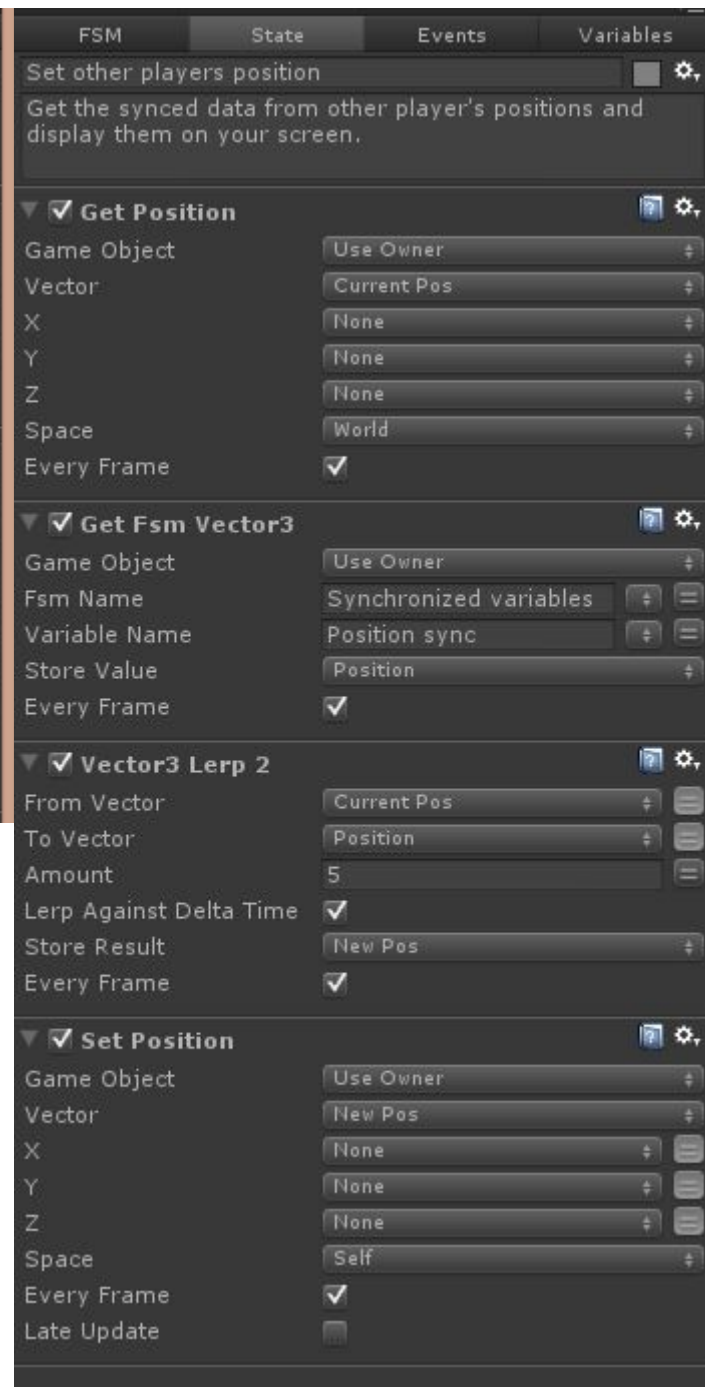 FSM State Events Variables
Set other players position
Get the synced data from other player's positions and
display them on your screen.
Get Position
Game Object Use Owner
Vector Current Pos
X None
Y None
Z None
Space World
Every Frame
Get Fsm Vector3
Game Object Use Owner
Fsm Name Synchronized variables
Variable Name Position sync
Store Value Position
Every Frame
Vector3 Lerp 2
From Vector Current Pos
To Vector Position
Amount 5
Lerp Against Delta Time
Store Result New Pos
Every Frame
Set Position
Game Object Use Owner
Vector New Pos
X None
Y None
Z None
Space Self
Every Frame
Late Update